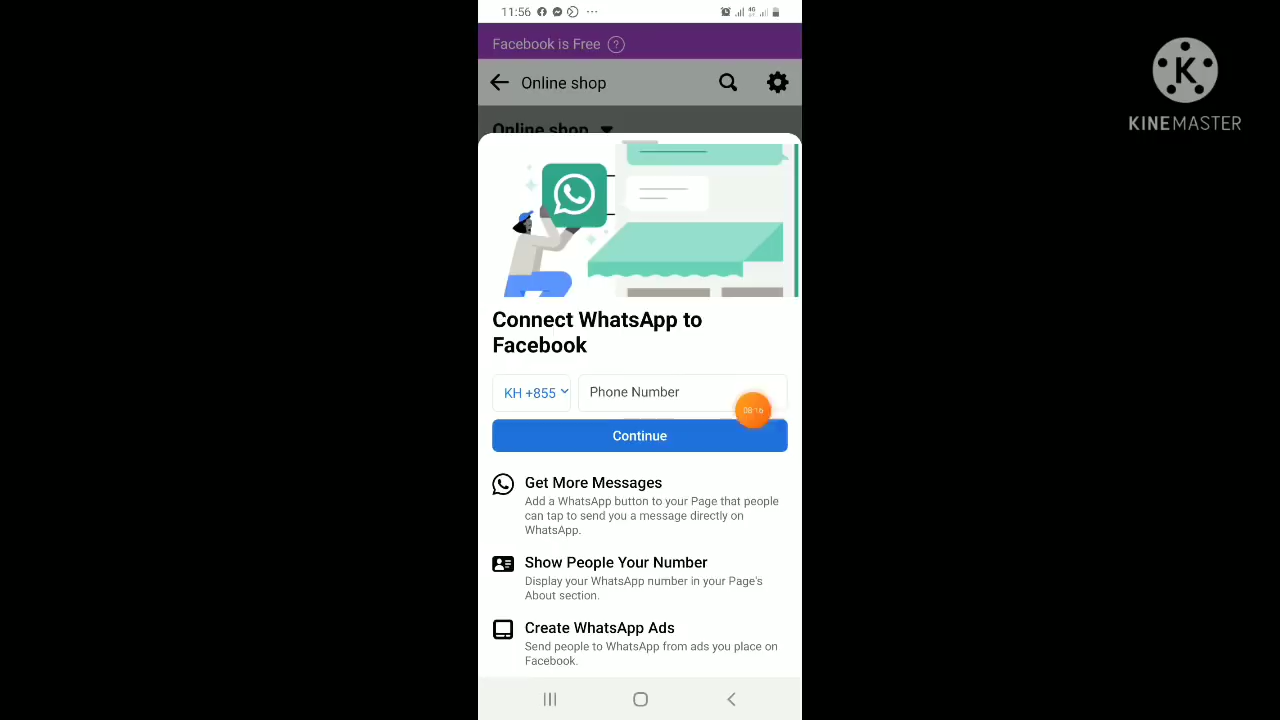 11:56
4G
Facebook is Free ?
KINEMASTER
K
Online shop
Online shop
Connect WhatsApp to
Facebook
KH +855
Phone Number
08:16
Continue
Get More Messages
Add a WhatsApp button to your Page that people
can tap to send you a message directly on
WhatsApp.
Show People Your Number
Display your WhatsApp number in your Page's
About section.
Create WhatsApp Ads
Send people to WhatsApp from ads you place on
Facebook.